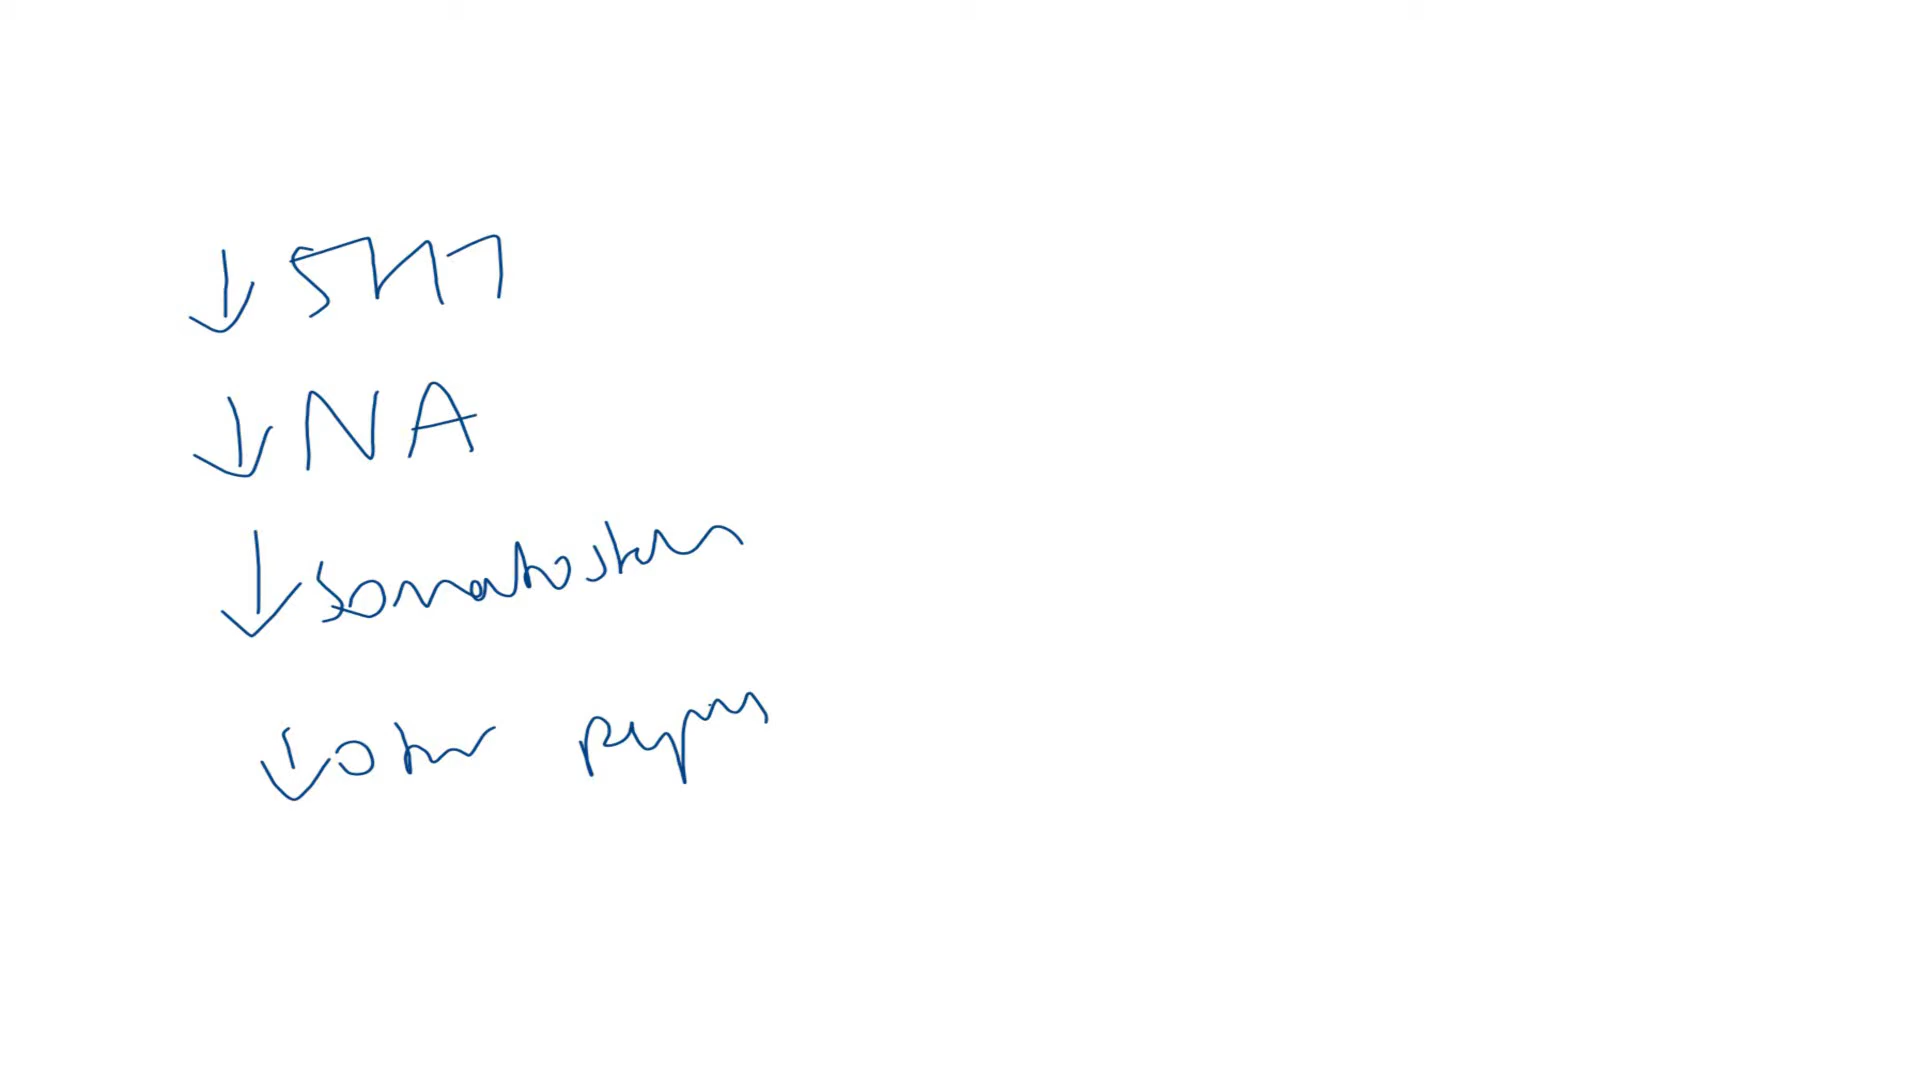 ↓ 5HT
↓ NA
↓ somatostatin
↓ other